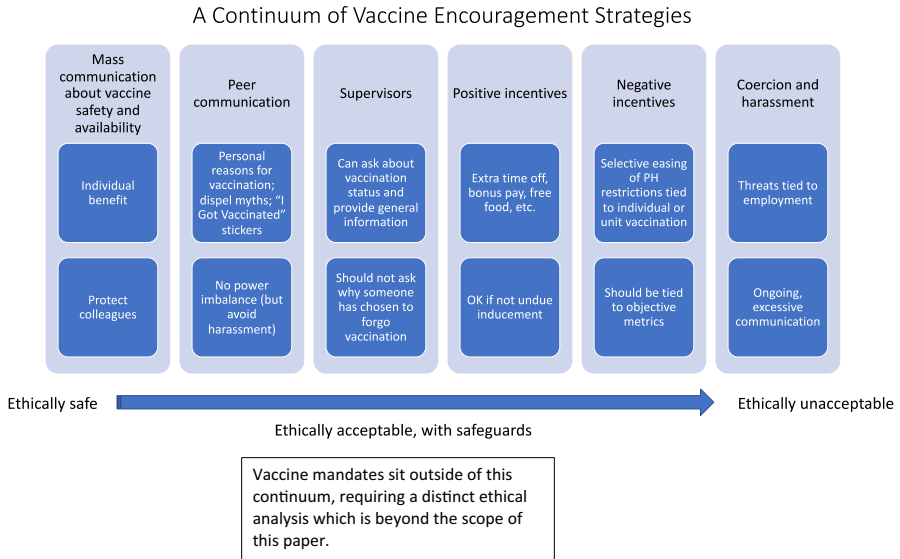 A Continuum of Vaccine Encouragement Strategies
Mass
communication
about vaccine
safety and
availability
Individual
benefit
Protect
colleagues
Peer
communication
Personal
reasons for
vaccination;
dispel myths; “I
Got Vaccinated”
stickers
No power
imbalance (but
avoid
harassment)
Supervisors
Can ask about
vaccination
status and
provide general
information
Should not ask
why someone
has chosen to
forgo
vaccination
Positive incentives
Extra time off,
bonus pay, free
food, etc.
OK if not undue
inducement
Negative
incentives
Selective easing
of PH
restrictions tied
to individual or
unit vaccination
Should be tied
to objective
metrics
Coercion and
harassment
Threats tied to
employment
Ongoing,
excessive
communication
Ethically safe
Ethically unacceptable
Ethically acceptable, with safeguards
Vaccine mandates sit outside of this
continuum, requiring a distinct ethical
analysis which is beyond the scope of
this paper.